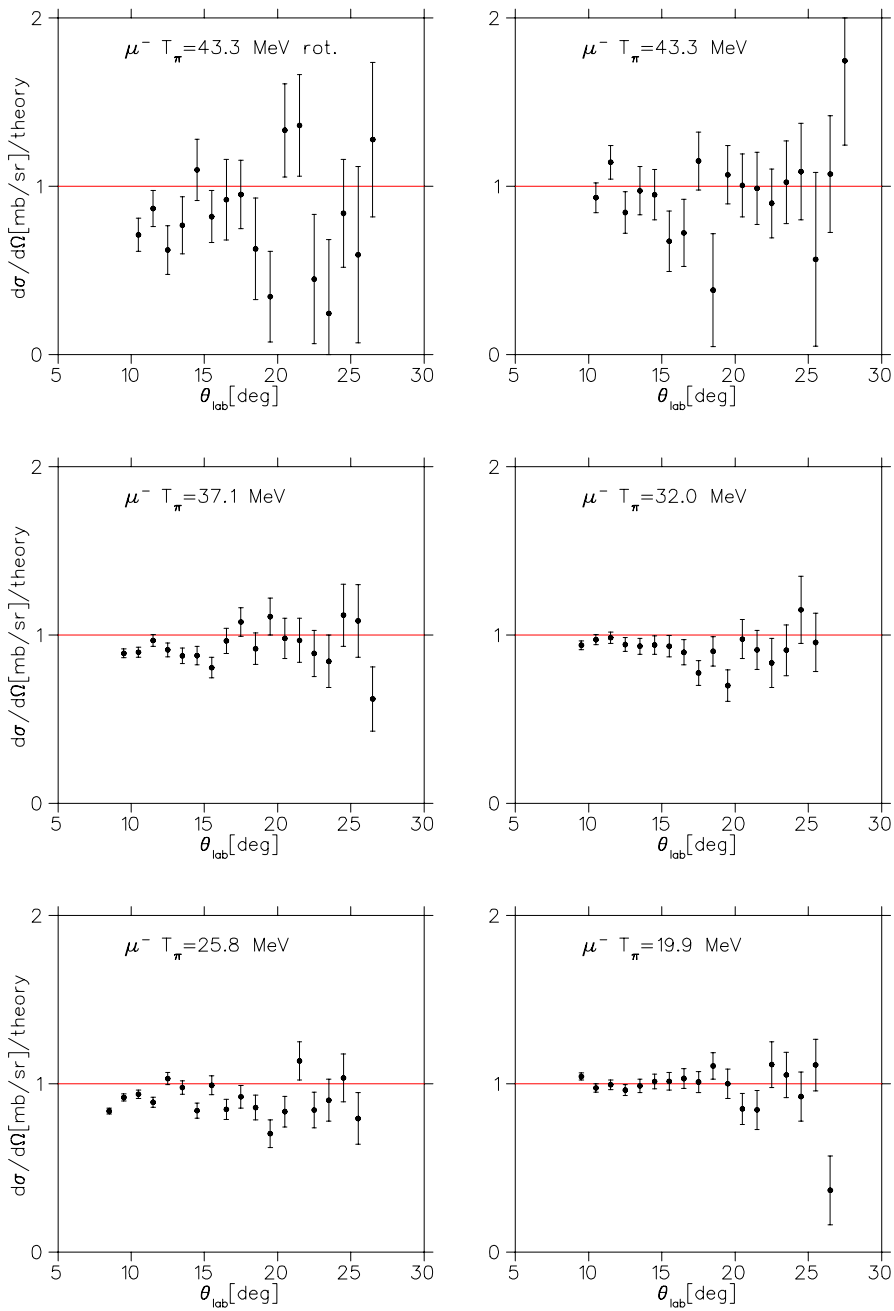 μ⁻ T_π=43.3 MeV rot.
dσ/dΩ[mb/sr]/theory
2
1
0
5 10 15 20 25 30
θ_lab[deg]
μ⁻ T_π=43.3 MeV
2
1
0
5 10 15 20 25 30
θ_lab[deg]
μ⁻ T_π=37.1 MeV
dσ/dΩ[mb/sr]/theory
2
1
0
5 10 15 20 25 30
θ_lab[deg]
μ⁻ T_π=32.0 MeV
2
1
0
5 10 15 20 25 30
θ_lab[deg]
μ⁻ T_π=25.8 MeV
dσ/dΩ[mb/sr]/theory
2
1
0
5 10 15 20 25 30
θ_lab[deg]
μ⁻ T_π=19.9 MeV
2
1
0
5 10 15 20 25 30
θ_lab[deg]